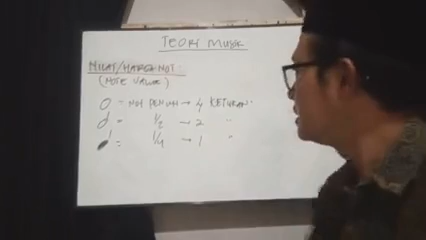 TEORI MUSIK
NILAI/HARGA NOT.
(NOTE VALUE)
= NOT PENUH → 4 KETUKAN.
= 1/2 → 2 "
= 1/4 → 1 "